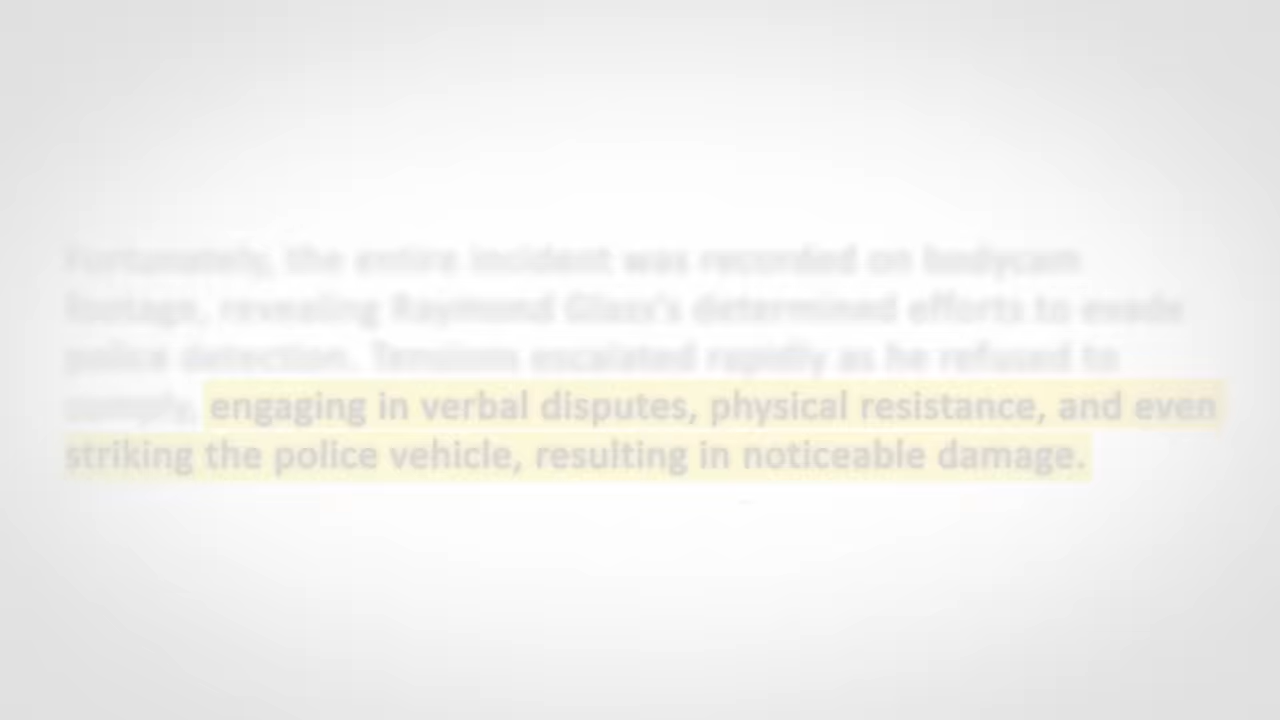 Fortunately, the entire incident was recorded on bodycam
footage, revealing Raymond Glass's determined efforts to evade
police detection. Tensions escalated rapidly as he refused to
comply, engaging in verbal disputes, physical resistance, and even
striking the police vehicle, resulting in noticeable damage.